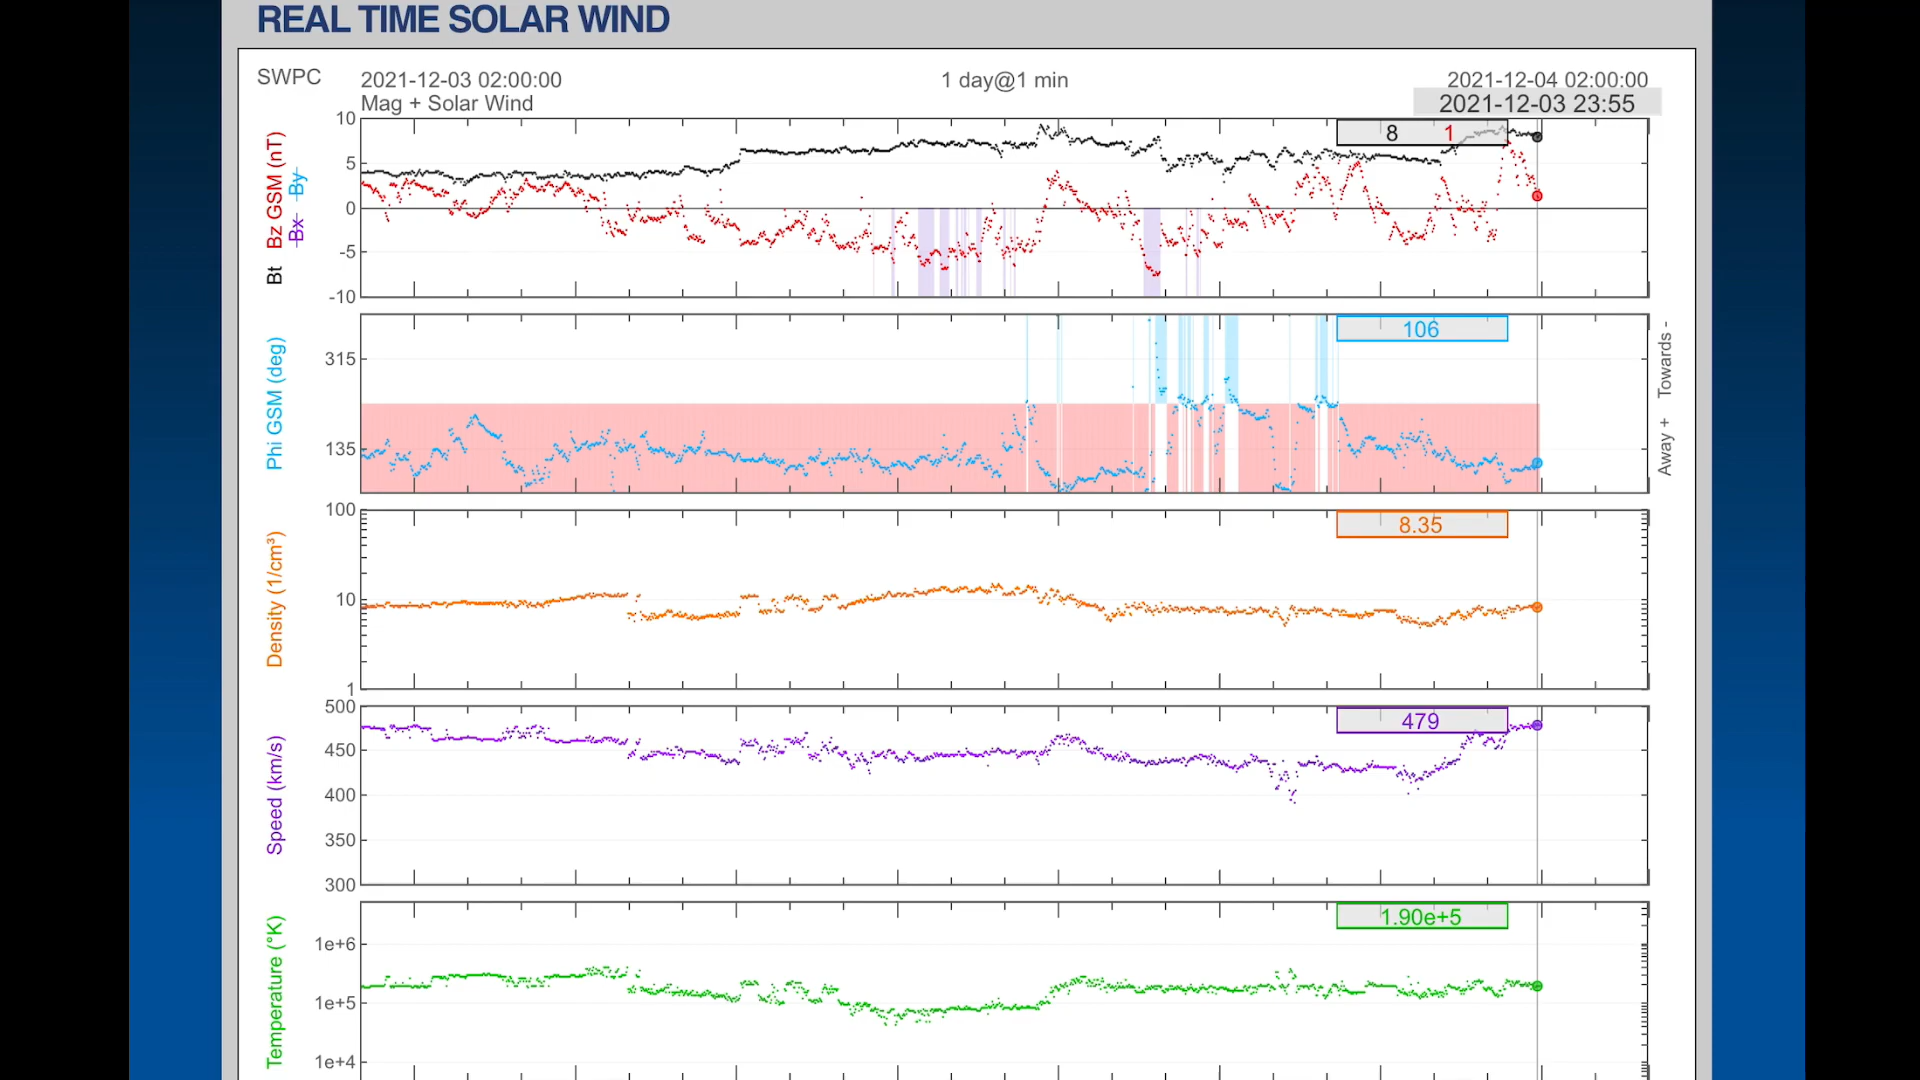 REAL TIME SOLAR WIND
SWPC
2021-12-03 02:00:00
1 day@1 min
2021-12-04 02:00:00
Mag + Solar Wind
2021-12-03 23:55
Bt Bz GSM (nT)
Bx By
10
5
0
-5
-10
8 1
Phi GSM (deg)
315
135
106
Away + Towards -
Density (1/cm³)
100
10
1
8.35
Speed (km/s)
500
450
400
350
300
479
Temperature (°K)
1e+6
1e+5
1e+4
1.90e+5